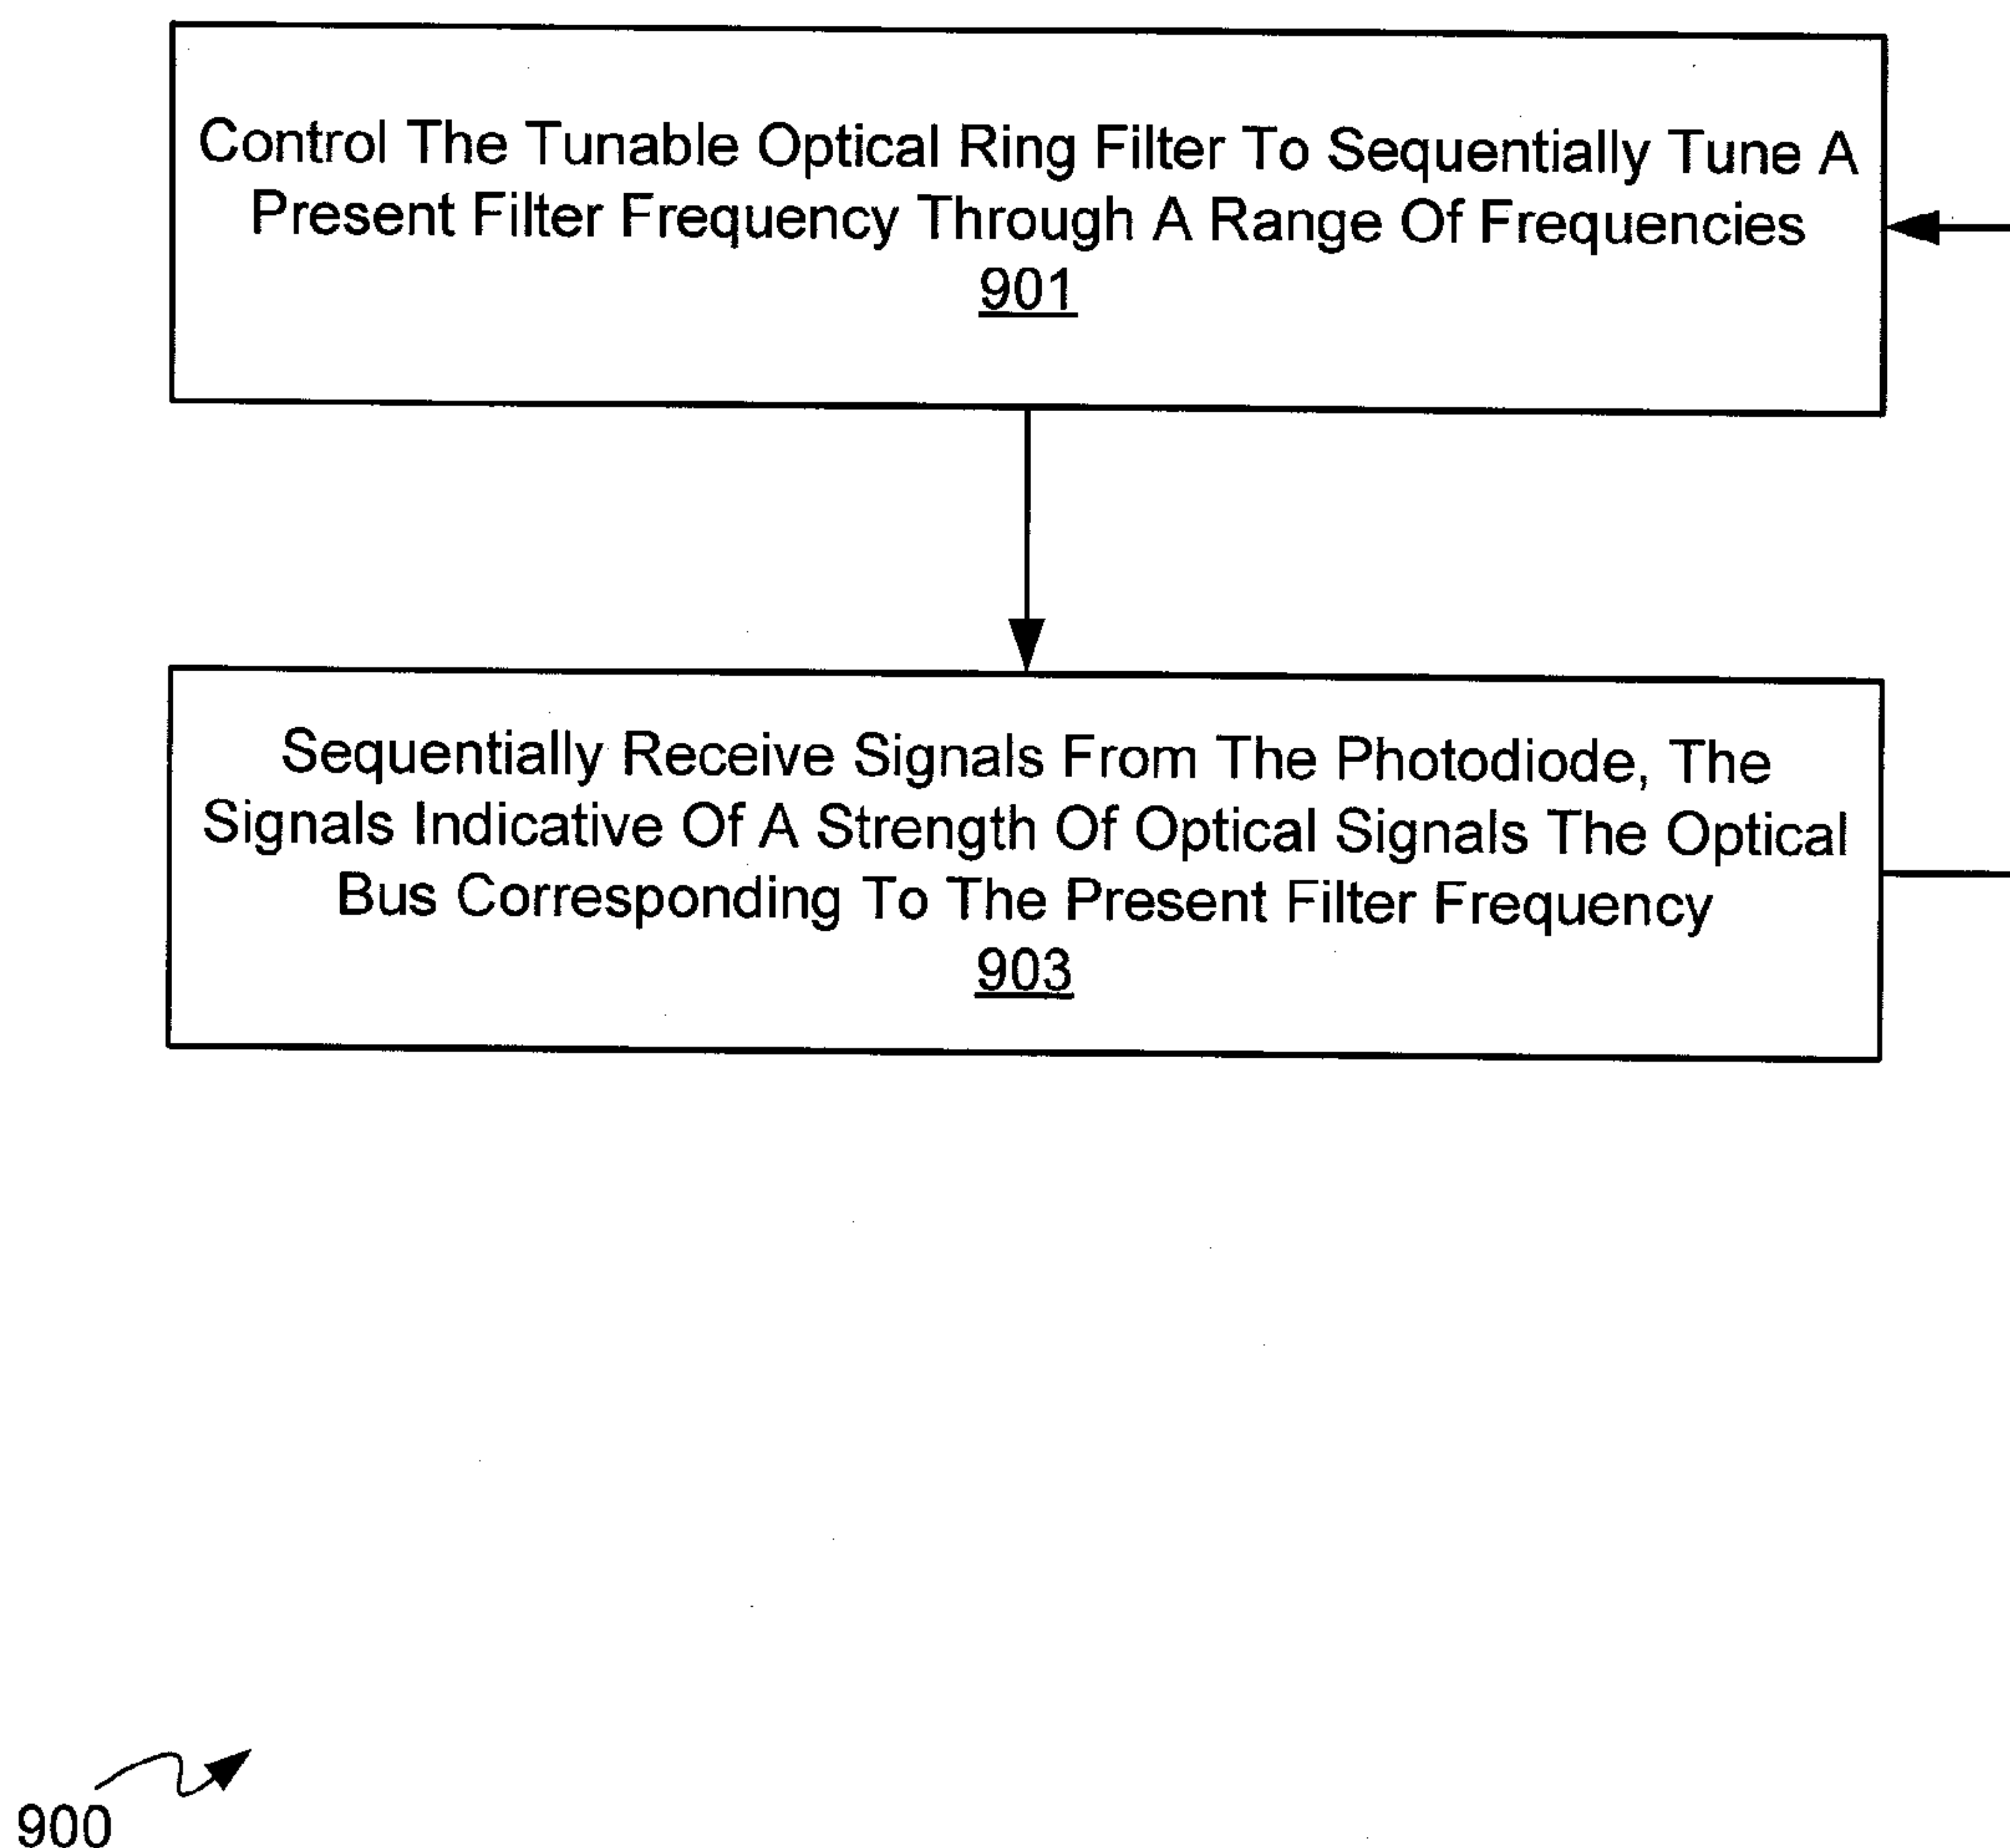 Control The Tunable Optical Ring Filter To Sequentially Tune A
Present Filter Frequency Through A Range Of Frequencies
901
Sequentially Receive Signals From The Photodiode, The
Signals Indicative Of A Strength Of Optical Signals The Optical
Bus Corresponding To The Present Filter Frequency
903
900